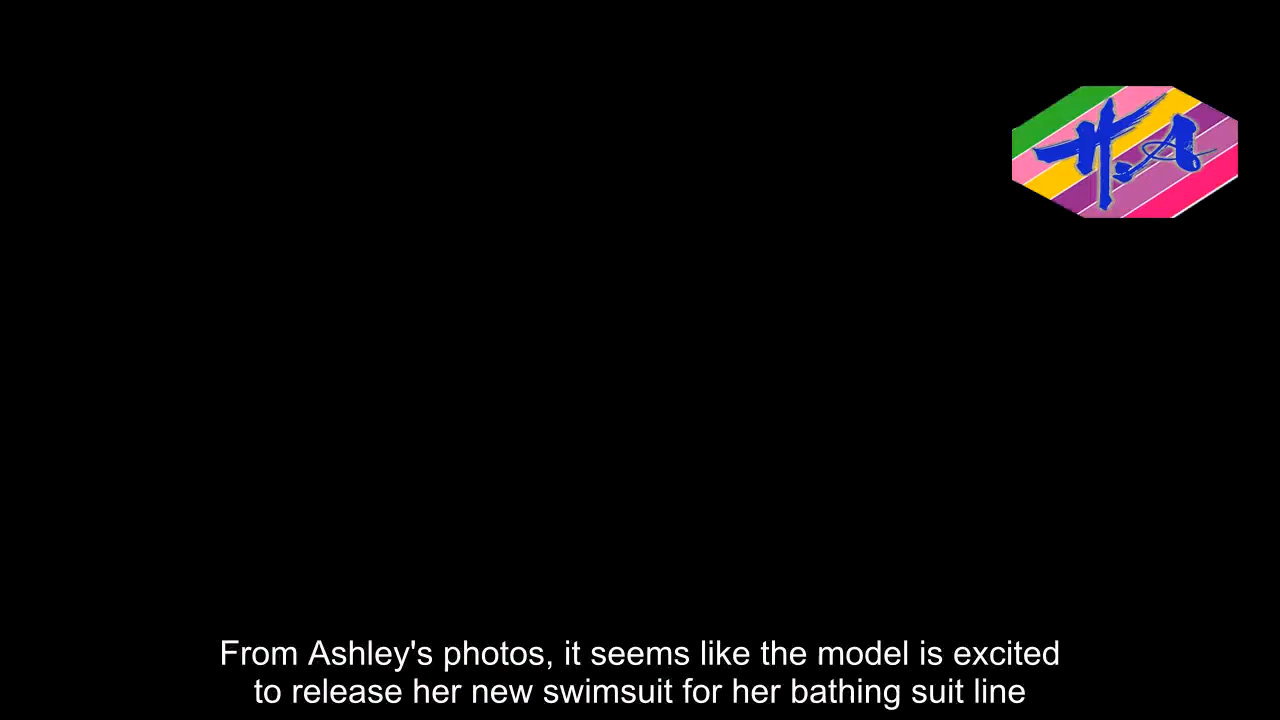 H.A
From Ashley's photos, it seems like the model is excited
to release her new swimsuit for her bathing suit line